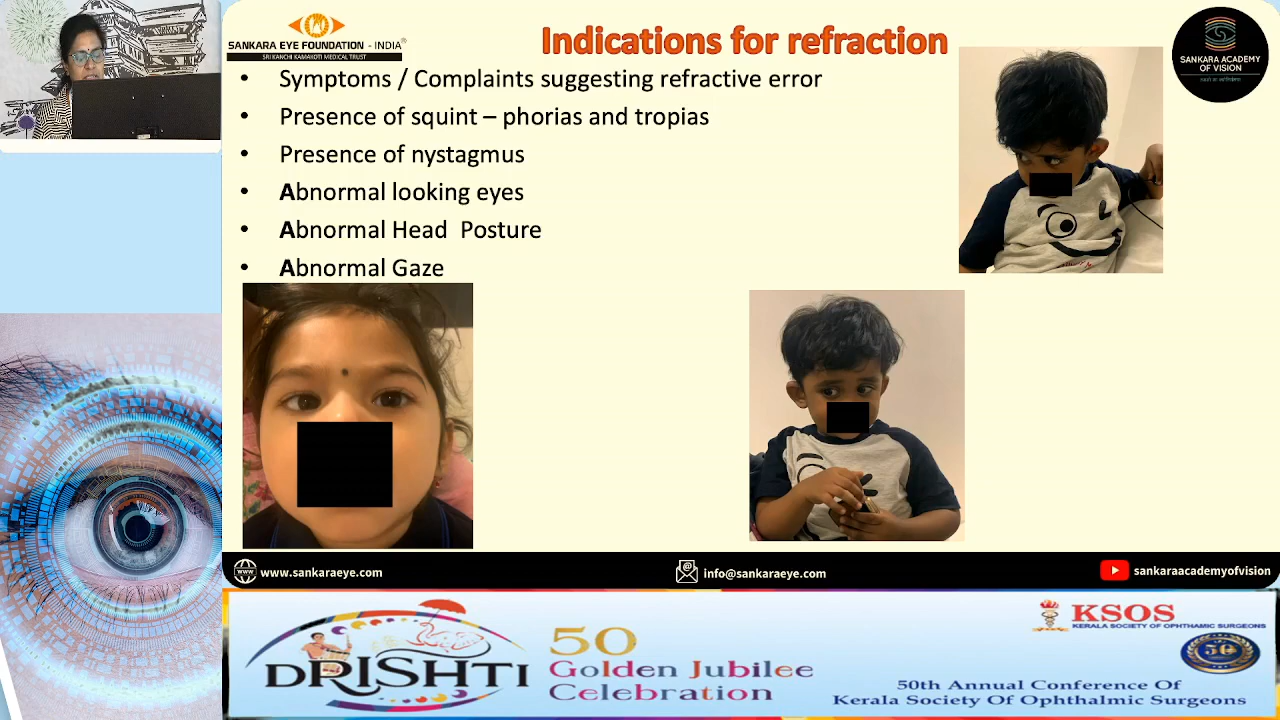 SANKARA EYE FOUNDATION - INDIA
SRI KANCHI KAMAKOTI MEDICAL TRUST
Indications for refraction
SANKARA ACADEMY
OF VISION
• Symptoms / Complaints suggesting refractive error
• Presence of squint – phorias and tropias
• Presence of nystagmus
• Abnormal looking eyes
• Abnormal Head Posture
• Abnormal Gaze
www.sankaraeye.com
info@sankaraeye.com
sankaraacademyofvision
DRISHTI
50
Golden Jubilee
Celebration
KSOS
KERALA SOCIETY OF OPHTHAMIC SURGEONS
50
50th Annual Conference Of
Kerala Society Of Ophthalmic Surgeons